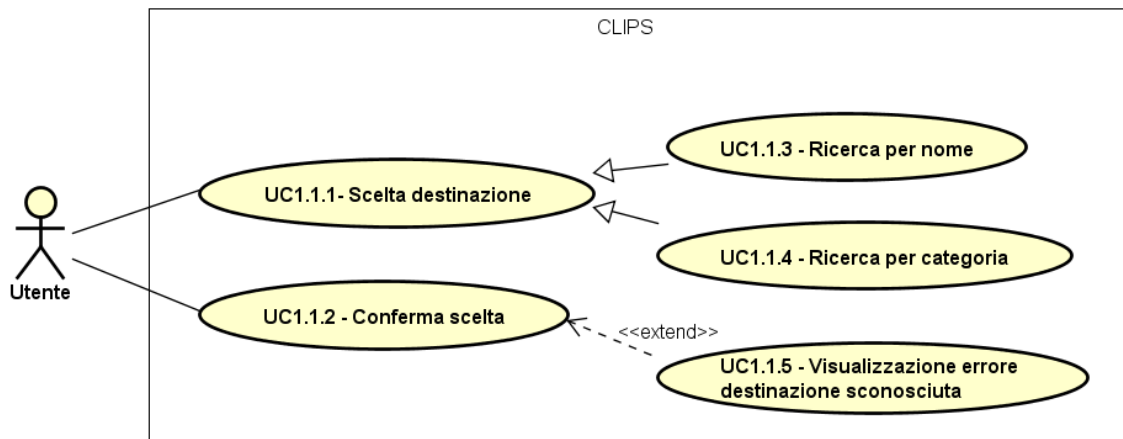 CLIPS
UC1.1.3 - Ricerca per nome
UC1.1.1- Scelta destinazione
UC1.1.4 - Ricerca per categoria
Utente
UC1.1.2 - Conferma scelta
<<extend>>
UC1.1.5 - Visualizzazione errore
destinazione sconosciuta